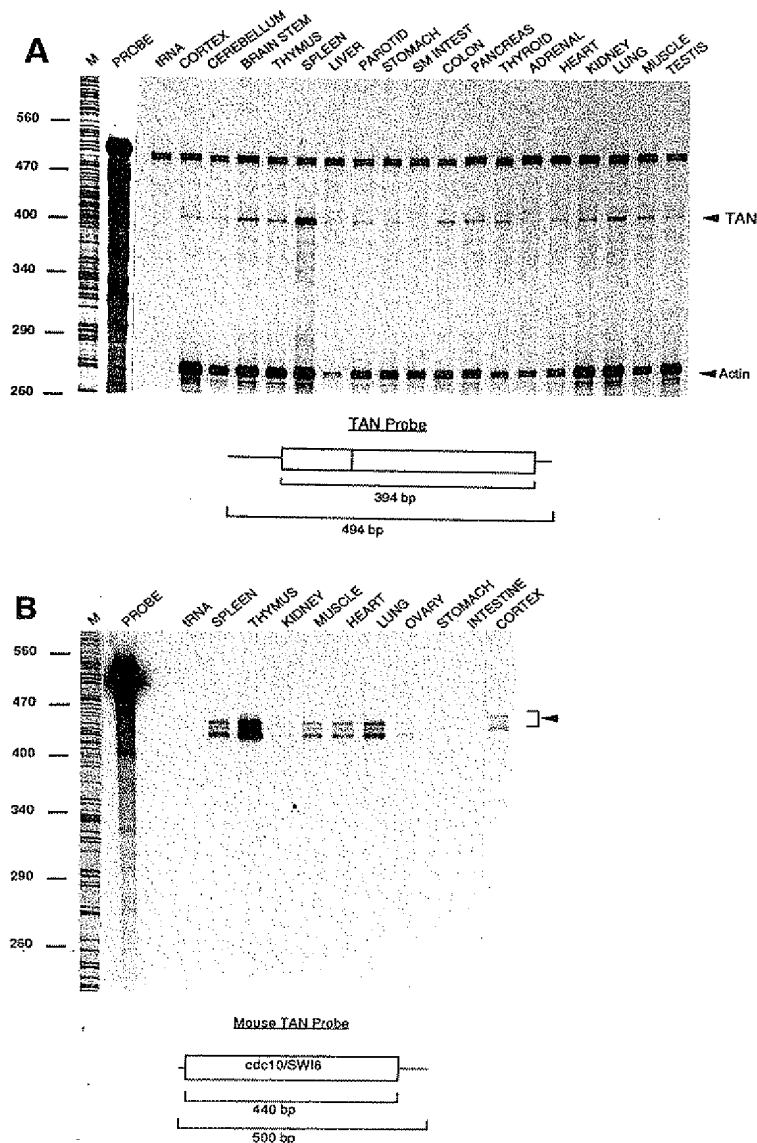 A
M
PROBE
tRNA
CORTEX
CEREBELLUM
BRAIN STEM
THYMUS
SPLEEN
LIVER
PAROTID
STOMACH
SM INTEST
COLON
PANCREAS
THYROID
ADRENAL
HEART
KIDNEY
LUNG
MUSCLE
TESTIS
560
470
400
TAN
340
290
Actin
260
TAN Probe
394 bp
494 bp
B
M
PROBE
tRNA
SPLEEN
THYMUS
KIDNEY
MUSCLE
HEART
LUNG
OVARY
STOMACH
INTESTINE
CORTEX
560
470
400
340
290
260
Mouse TAN Probe
cdc10/SWI6
440 bp
500 bp